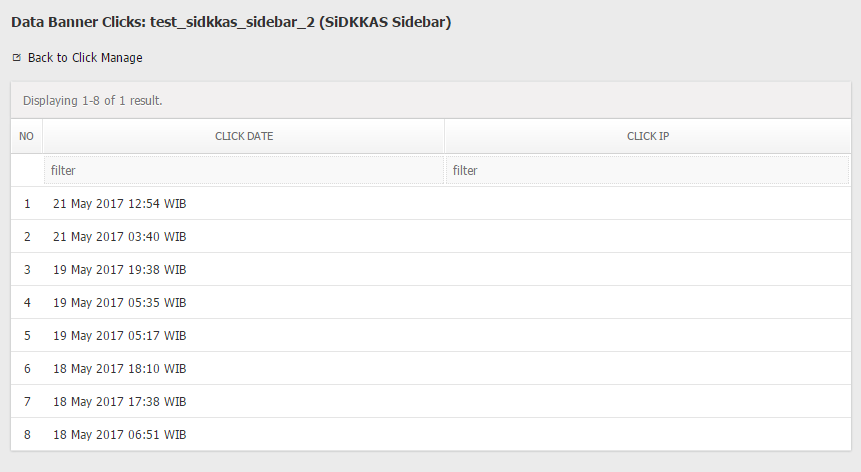 Data Banner Clicks: test_sidkkas_sidebar_2 (SiDKKAS Sidebar)
Back to Click Manage
Displaying 1-8 of 1 result.
NO CLICK DATE CLICK IP
filter filter
1 21 May 2017 12:54 WIB
2 21 May 2017 03:40 WIB
3 19 May 2017 19:38 WIB
4 19 May 2017 05:35 WIB
5 19 May 2017 05:17 WIB
6 18 May 2017 18:10 WIB
7 18 May 2017 17:38 WIB
8 18 May 2017 06:51 WIB